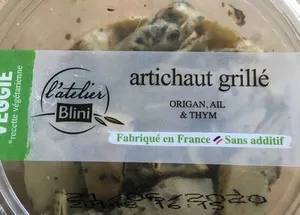 VEGGIE
*recette végétarienne
l'atelier
Blini
artichaut grillé
ORIGAN, AIL
& THYM
Fabriqué en France Sans additif